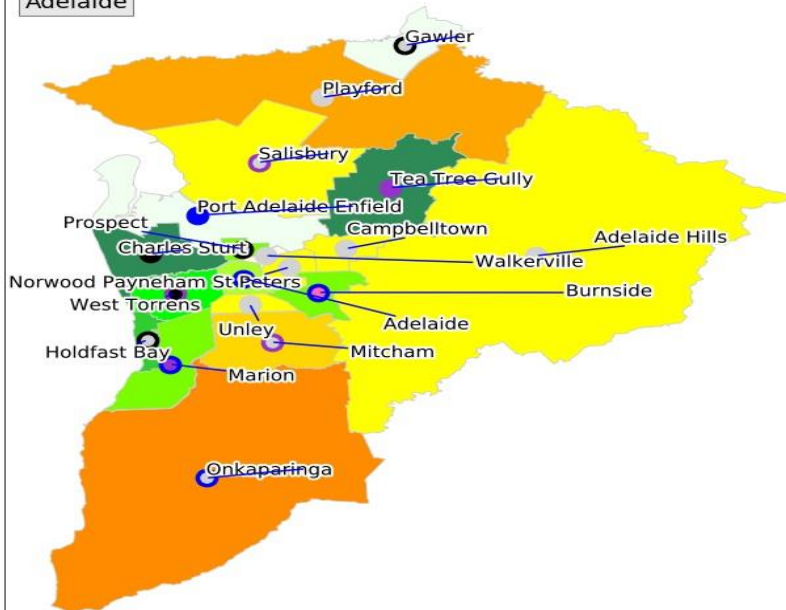 Adelaide
Gawler
Playford
Salisbury
Tea Tree Gully
Port Adelaide Enfield
Prospect
Campbelltown
Charles Sturt
Adelaide Hills
Walkerville
Norwood Payneham St Peters
Burnside
West Torrens
Adelaide
Unley
Holdfast Bay
Mitcham
Marion
Onkaparinga